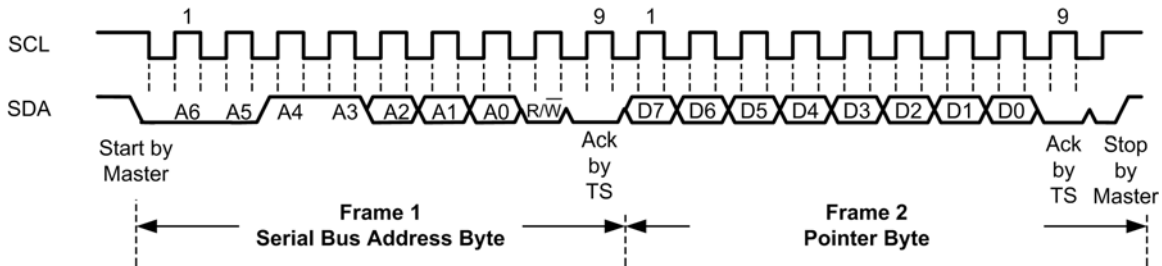 1 9 1 9
SCL
SDA A6 A5 A4 A3 A2 A1 A0 R/W D7 D6 D5 D4 D3 D2 D1 D0
Start by
Master
Ack
by
TS
Ack
by
TS
Stop
by
Master
Frame 1
Serial Bus Address Byte
Frame 2
Pointer Byte